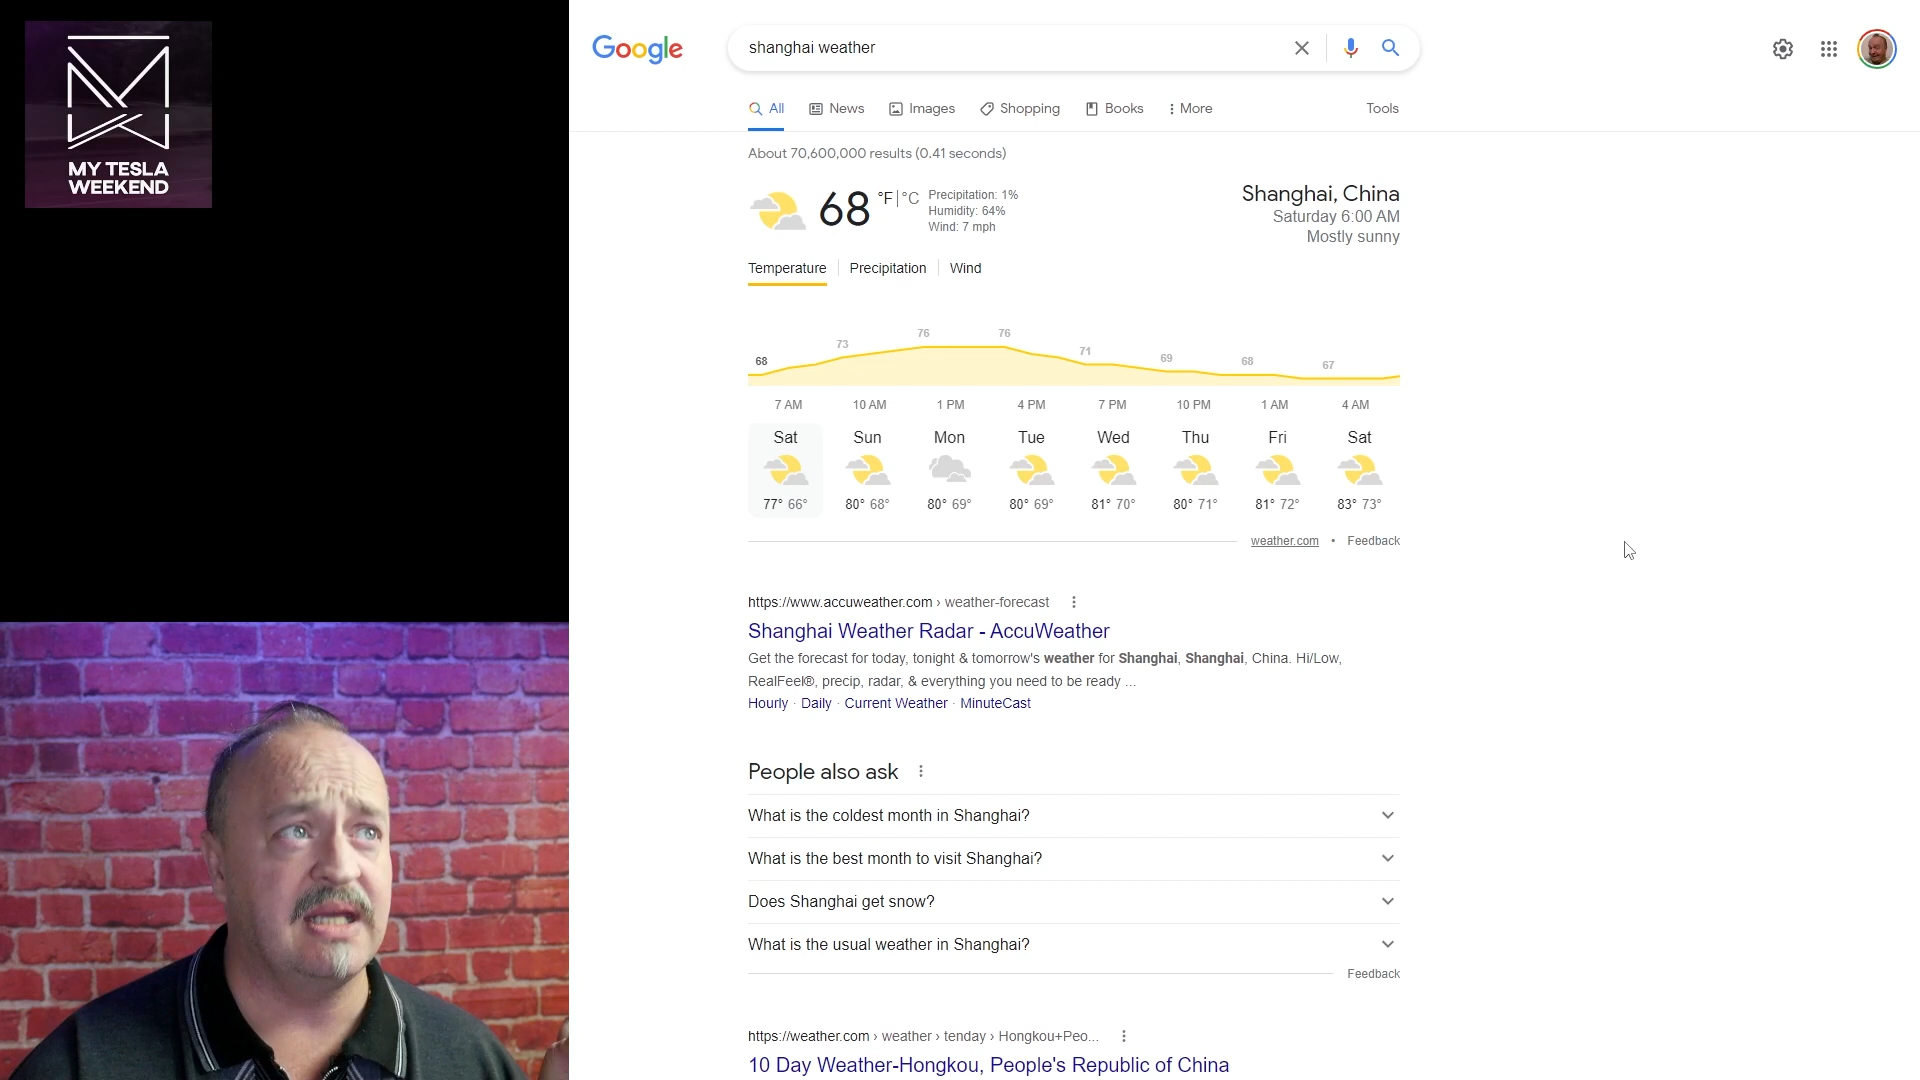 MY TESLA
WEEKEND
Google
shanghai weather
All
News
Images
Shopping
Books
More
Tools
About 70,600,000 results (0.41 seconds)
68
°F | °C
Precipitation: 1%
Humidity: 64%
Wind: 7 mph
Shanghai, China
Saturday 6:00 AM
Mostly sunny
Temperature
Precipitation
Wind
68
73
76
76
71
69
68
67
7 AM
10 AM
1 PM
4 PM
7 PM
10 PM
1 AM
4 AM
Sat
Sun
Mon
Tue
Wed
Thu
Fri
Sat
77° 66°
80° 68°
80° 69°
80° 69°
81° 70°
80° 71°
81° 72°
83° 73°
weather.com • Feedback
https://www.accuweather.com › weather-forecast
Shanghai Weather Radar - AccuWeather
Get the forecast for today, tonight & tomorrow's weather for Shanghai, Shanghai, China. Hi/Low,
RealFeel®, precip, radar, & everything you need to be ready ...
Hourly · Daily · Current Weather · MinuteCast
People also ask
What is the coldest month in Shanghai?
What is the best month to visit Shanghai?
Does Shanghai get snow?
What is the usual weather in Shanghai?
Feedback
https://weather.com › weather › tenday › Hongkou+Peo...
10 Day Weather-Hongkou, People's Republic of China